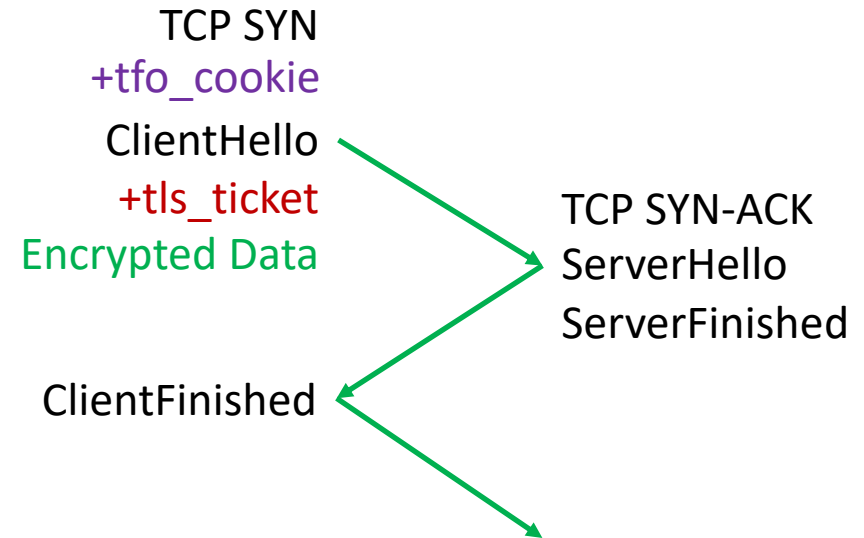 TCP SYN
+tfo_cookie
ClientHello
+tls_ticket
Encrypted Data
TCP SYN-ACK
ServerHello
ServerFinished
ClientFinished